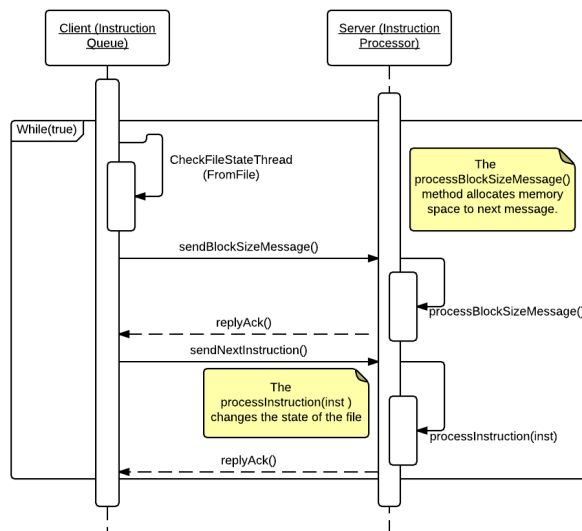 Client (Instruction
Queue)
Server (Instruction
Processor)
While(true)
CheckFileStateThread
(FromFile)
The
processBlockSizeMessage()
method allocates memory
space to next message.
sendBlockSizeMessage()
processBlockSizeMessage()
replyAck()
sendNextInstruction()
The
processInstruction(inst )
changes the state of the file
processInstruction(inst)
replyAck()